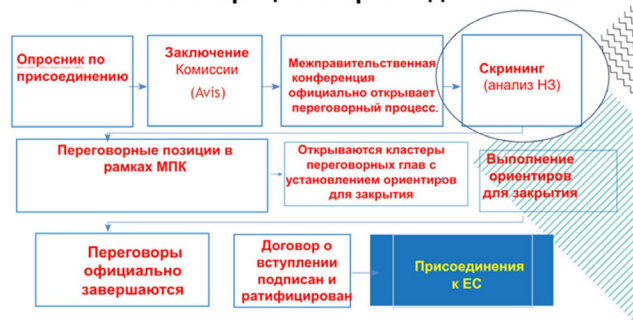 Опросник по
присоединению
Заключение
Комиссии
(Avis)
Межправительственная
конференция
официально открывает
переговорный процесс.
Скрининг
(анализ НЗ)
Переговорные позиции в
рамках МПК
Открываются кластеры
переговорных глав с
установлением ориентиров
для закрытия
Выполнение
ориентиров
для закрытия
Переговоры
официально
завершаются
Договор о
вступлении
подписан и
ратифицирован
Присоединения
к ЕС